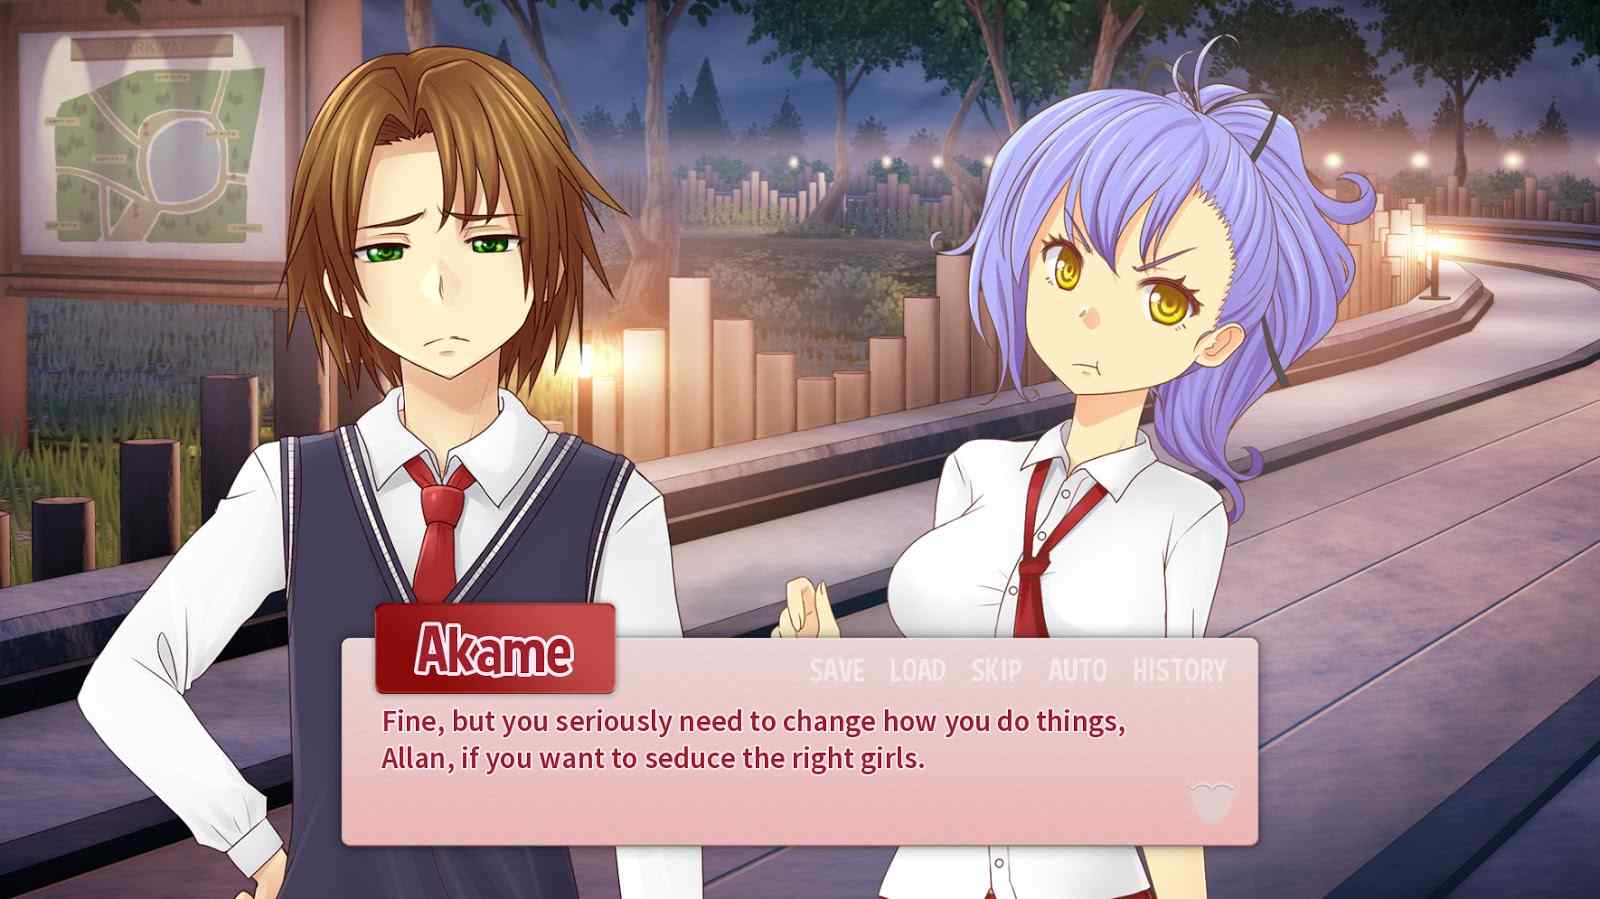 PARKWAY
Akame
SAVE LOAD SKIP AUTO HISTORY
Fine, but you seriously need to change how you do things,
Allan, if you want to seduce the right girls.